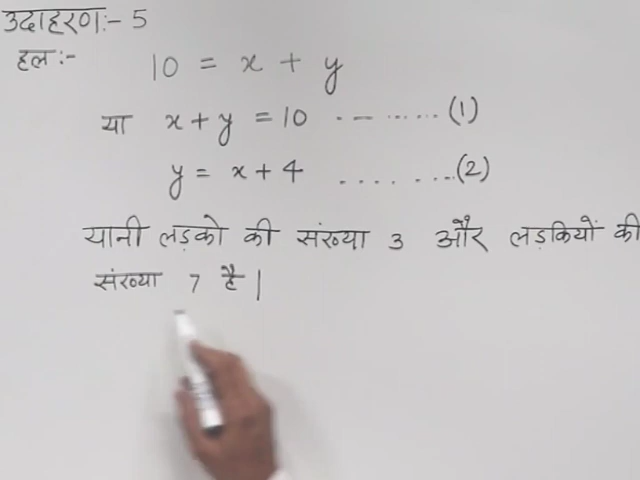 उदाहरण:- 5
हल:- 10 = x + y
या x + y = 10 ........... (1)
y = x + 4 ........... (2)
यानी लड़को की संख्या 3 और लड़कियों की
संख्या 7 है |